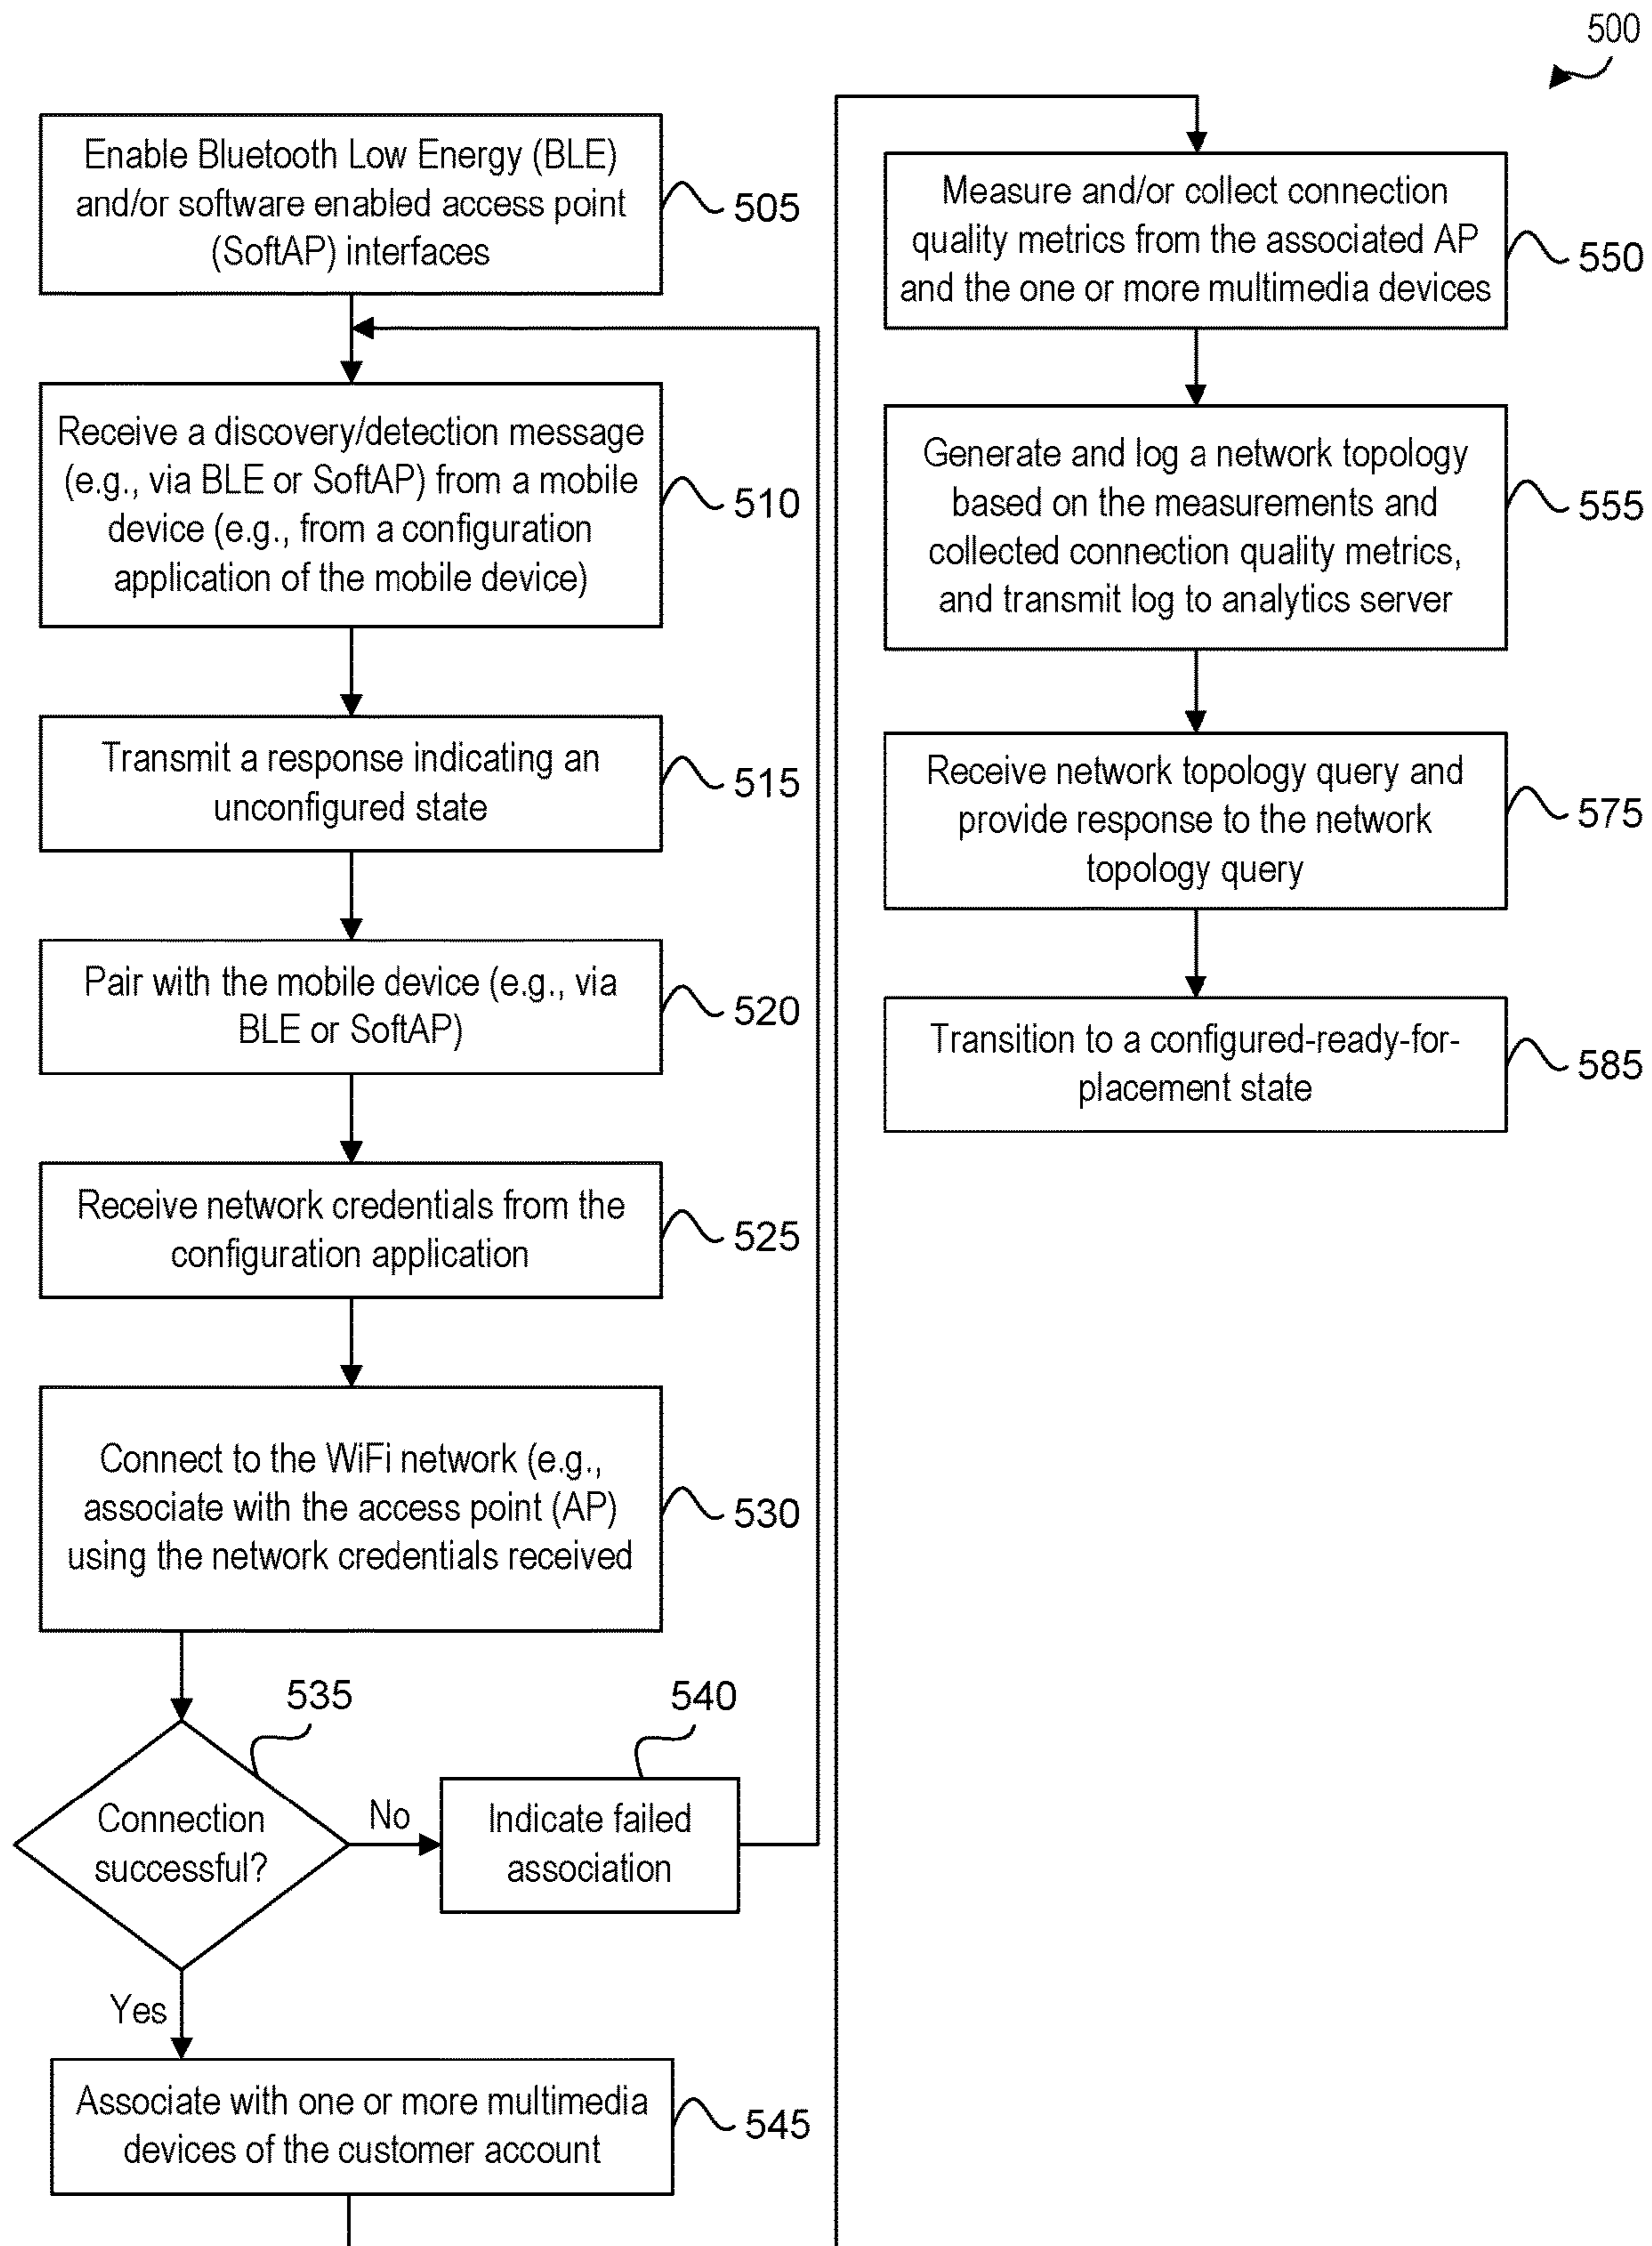 500
Enable Bluetooth Low Energy (BLE)
and/or software enabled access point
(SoftAP) interfaces
505
Receive a discovery/detection message
(e.g., via BLE or SoftAP) from a mobile
device (e.g., from a configuration
application of the mobile device)
510
Transmit a response indicating an
unconfigured state
515
Pair with the mobile device (e.g., via
BLE or SoftAP)
520
Receive network credentials from the
configuration application
525
Connect to the WiFi network (e.g.,
associate with the access point (AP)
using the network credentials received
530
535
Connection
successful?
No
540
Indicate failed
association
Yes
Associate with one or more multimedia
devices of the customer account
545
Measure and/or collect connection
quality metrics from the associated AP
and the one or more multimedia devices
550
Generate and log a network topology
based on the measurements and
collected connection quality metrics,
and transmit log to analytics server
555
Receive network topology query and
provide response to the network
topology query
575
Transition to a configured-ready-for-
placement state
585